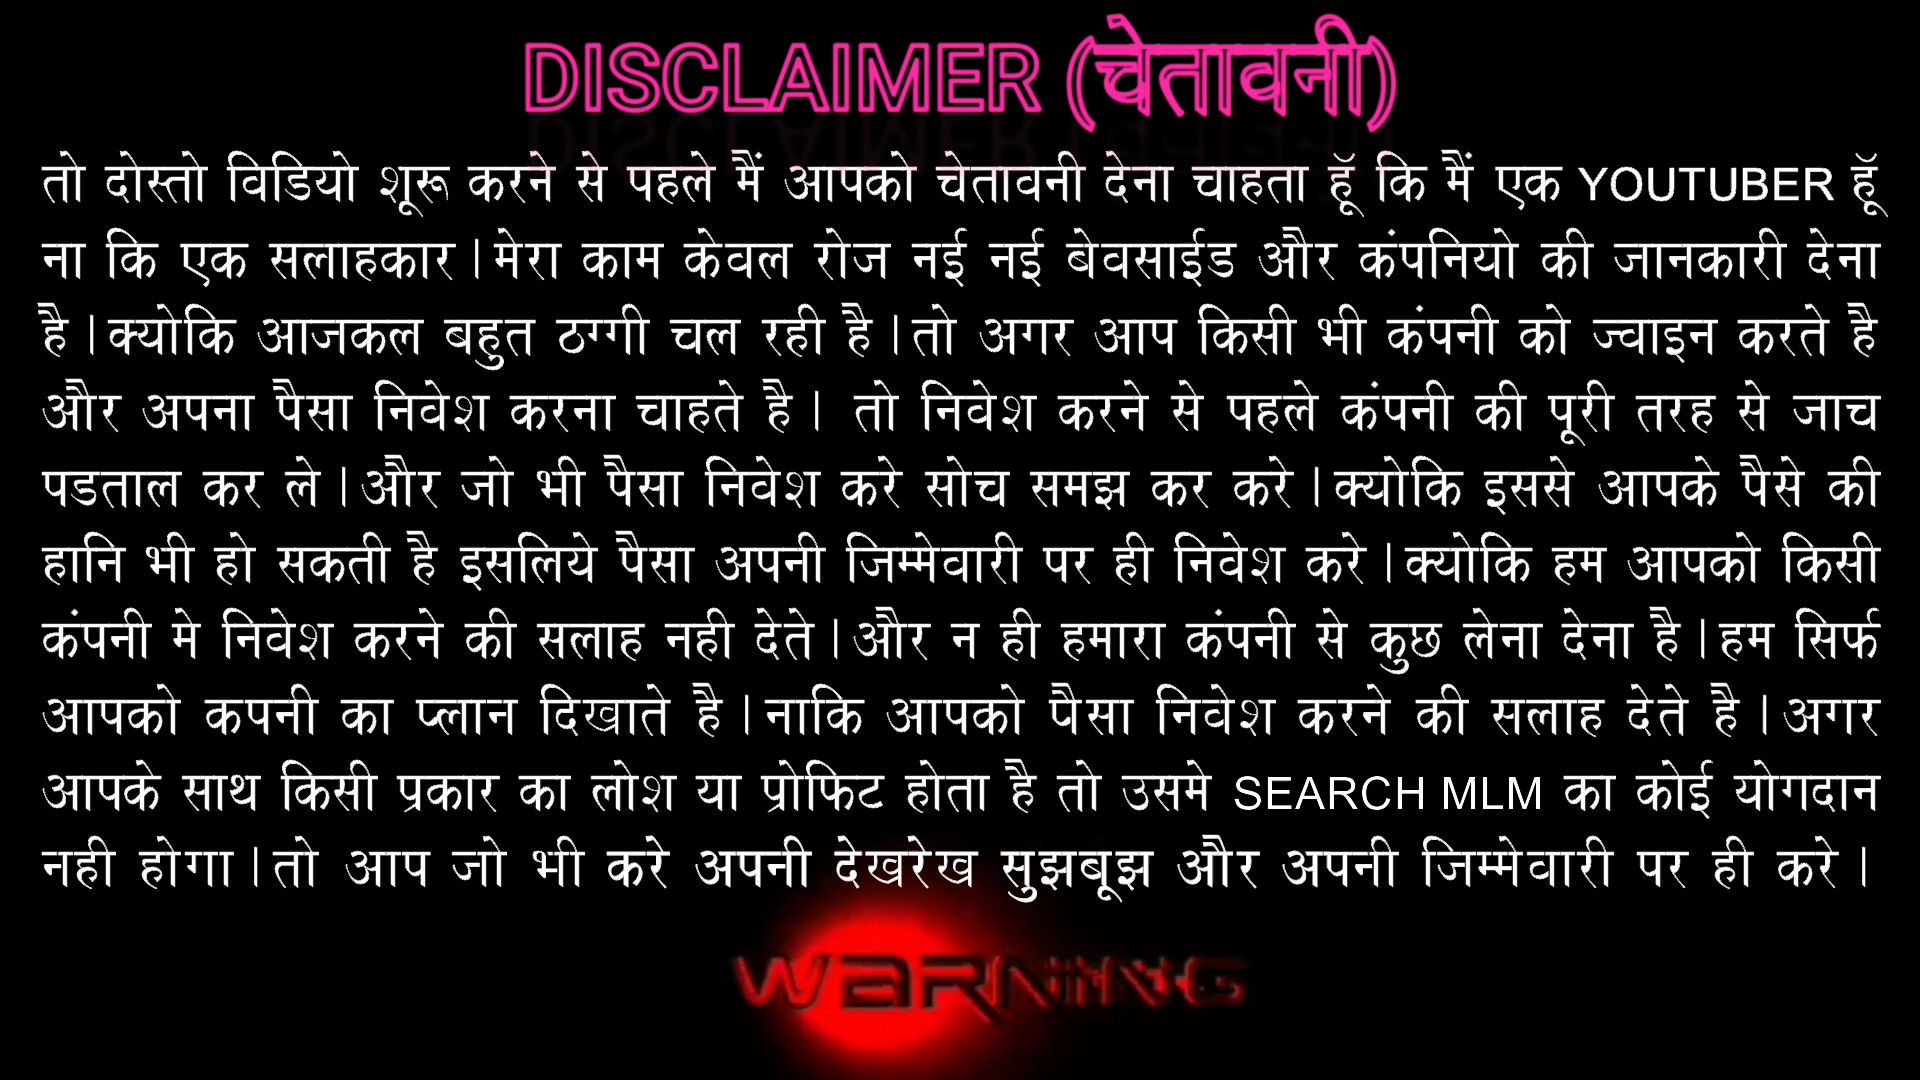 DISCLAIMER (चेतावनी)
तो दोस्तो विडियो शूरू करने से पहले मैं आपको चेतावनी देना चाहता हॅू कि मैं एक YOUTUBER हॅू
ना कि एक सलाहकार।मेरा काम केवल रोज नई नई बेवसाईड और कंपनियो की जानकारी देना
है।क्योकि आजकल बहुत ठग्गी चल रही है।तो अगर आप किसी भी कंपनी को ज्वाइन करते है
और अपना पैसा निवेश करना चाहते है। तो निवेश करने से पहले कंपनी की पूरी तरह से जाच
पडताल कर ले।और जो भी पैसा निवेश करे सोच समझ कर करे।क्योकि इससे आपके पैसे की
हानि भी हो सकती है इसलिये पैसा अपनी जिम्मेवारी पर ही निवेश करे।क्योकि हम आपको किसी
कंपनी मे निवेश करने की सलाह नही देते।और न ही हमारा कंपनी से कुछ लेना देना है।हम सिर्फ
आपको कपनी का प्लान दिखाते है।नाकि आपको पैसा निवेश करने की सलाह देते है।अगर
आपके साथ किसी प्रकार का लोश या प्रोफिट होता है तो उसमे SEARCH MLM का कोई योगदान
नही होगा।तो आप जो भी करे अपनी देखरेख सुझबूझ और अपनी जिम्मेवारी पर ही करे।
WARNING